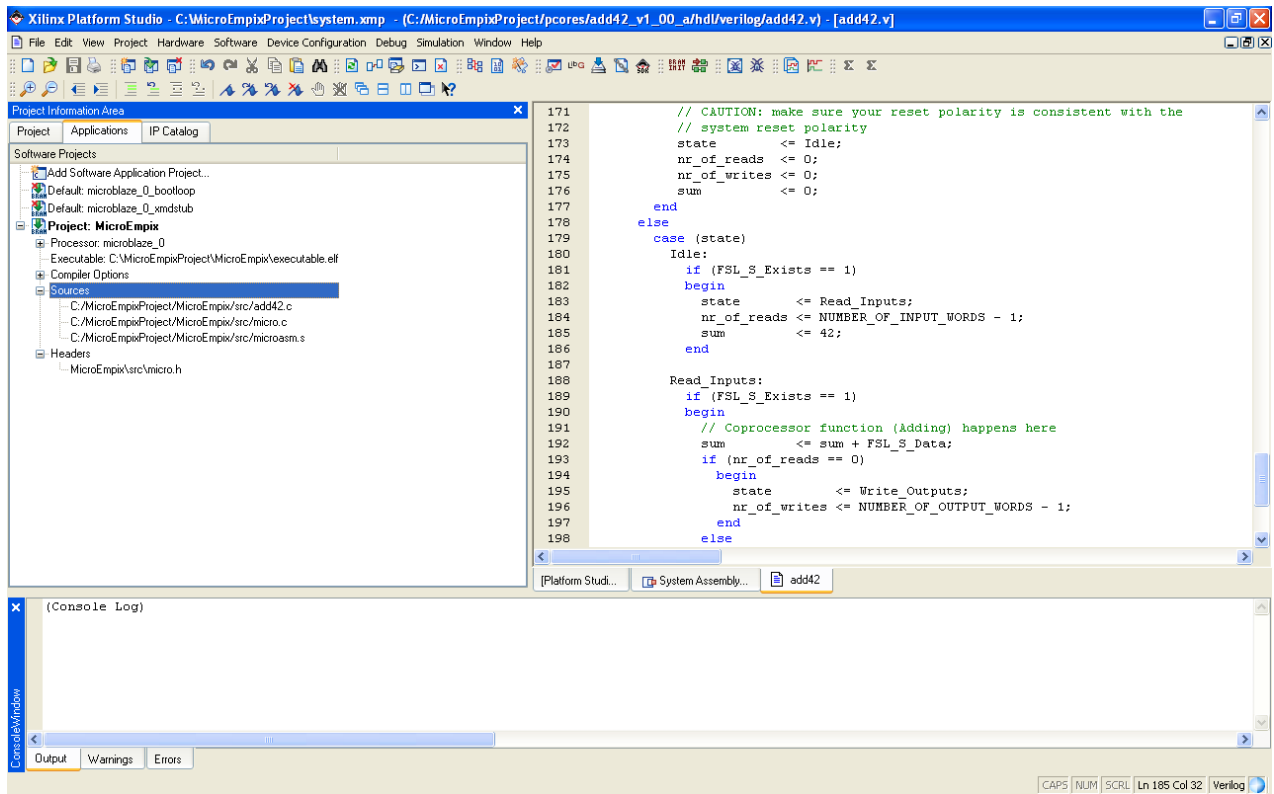 Xilinx Platform Studio - C:\MicroEmpixProject\system.xmp - (C:/MicroEmpixProject/pcores/add42_v1_00_a/hdl/verilog/add42.v) - [add42.v]
File Edit View Project Hardware Software Device Configuration Debug Simulation Window Help
Project Information Area
Project Applications IP Catalog
Software Projects
Add Software Application Project...
Default: microblaze_0_bootloop
Default: microblaze_0_xmdstub
Project: MicroEmpix
Processor: microblaze_0
Executable: C:\MicroEmpixProject\MicroEmpix\executable.elf
Compiler Options
Sources
C:/MicroEmpixProject/MicroEmpix/src/add42.c
C:/MicroEmpixProject/MicroEmpix/src/micro.c
C:/MicroEmpixProject/MicroEmpix/src/microasm.s
Headers
MicroEmpix\src\micro.h
171 // CAUTION: make sure your reset polarity is consistent with the
172 // system reset polarity
173 state <= Idle;
174 nr_of_reads <= 0;
175 nr_of_writes <= 0;
176 sum <= 0;
177 end
178 else
179 case (state)
180 Idle:
181 if (FSL_S_Exists == 1)
182 begin
183 state <= Read_Inputs;
184 nr_of_reads <= NUMBER_OF_INPUT_WORDS - 1;
185 sum <= 42;
186 end
187
188 Read_Inputs:
189 if (FSL_S_Exists == 1)
190 begin
191 // Coprocessor function (Adding) happens here
192 sum <= sum + FSL_S_Data;
193 if (nr_of_reads == 0)
194 begin
195 state <= Write_Outputs;
196 nr_of_writes <= NUMBER_OF_OUTPUT_WORDS - 1;
197 end
198 else
[Platform Studi... System Assembly... add42
(Console Log)
ConsoleWindow
Output Warnings Errors
CAPS NUM SCRL Ln 185 Col 32 Verilog